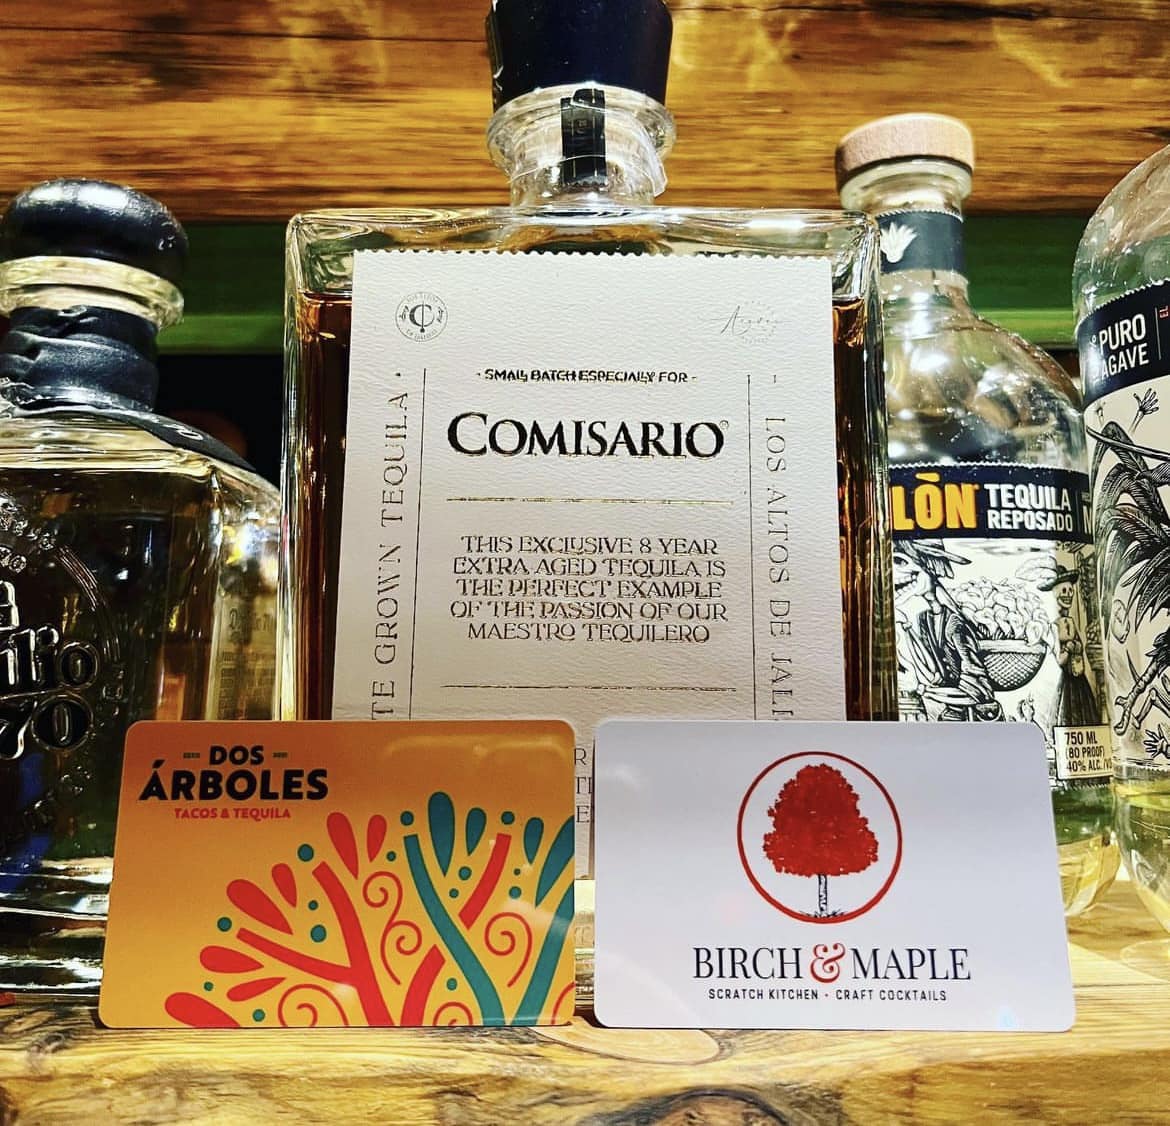 SMALL BATCH ESPECIALLY FOR
COMISARIO
THIS EXCLUSIVE 8 YEAR
EXTRA AGED TEQUILA IS
THE PERFECT EXAMPLE
OF THE PASSION OF OUR
MAESTRO TEQUILERO
GROWN TEQUILA
LOS ALTOS DE
PURO
AGAVE
LÓN
TEQUILA
REPOSADO
750 ML
(80 PROOF)
40% ALC.
70
DOS
ÁRBOLES
TACOS & TEQUILA
BIRCH & MAPLE
SCRATCH KITCHEN • CRAFT COCKTAILS